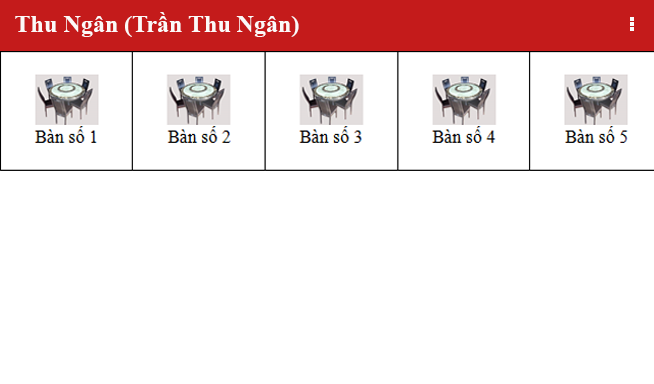 Thu Ngân (Trần Thu Ngân)
Bàn số 1
Bàn số 2
Bàn số 3
Bàn số 4
Bàn số 5